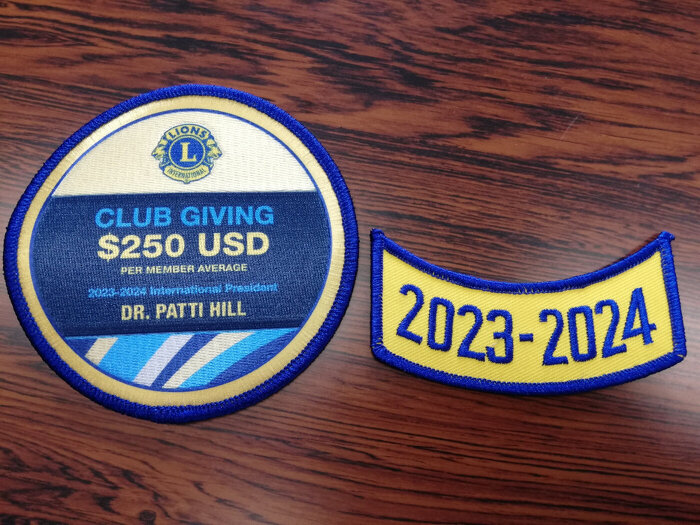 LIONS
L
INTERNATIONAL
CLUB GIVING
$250 USD
PER MEMBER AVERAGE
2023-2024 International President
DR. PATTI HILL
2023-2024